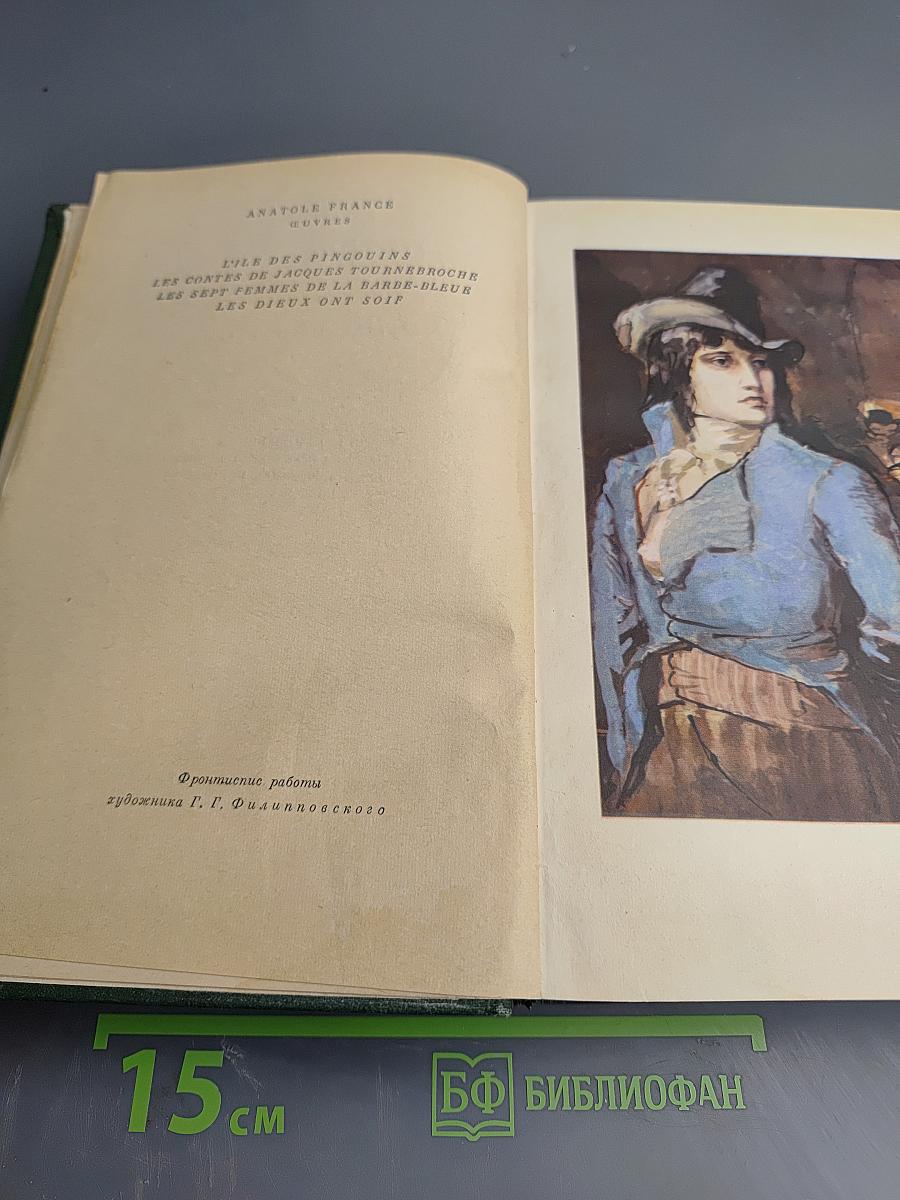 ANATOLE FRANCE
ŒUVRES
L'ILE DES PINGOUINS
LES CONTES DE JACQUES TOURNEBROCHE
LES SEPT FEMMES DE LA BARBE-BLEUE
LES DIEUX ONT SOIF
Фронтиспис работы
художника Г. Г. Филипповского
15 см
БФ БИБЛИОФАН